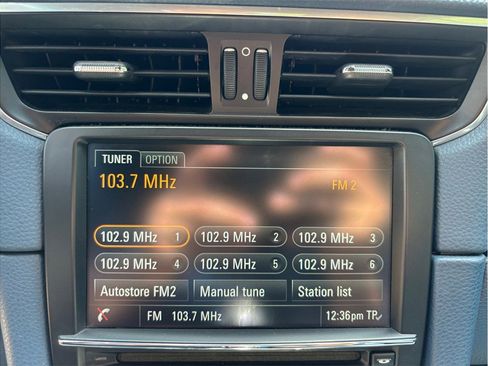 TUNER OPTION
103.7 MHz FM 2
102.9 MHz 1 102.9 MHz 2 102.9 MHz 3
102.9 MHz 4 102.9 MHz 5 102.9 MHz 6
Autostore FM2 Manual tune Station list
FM 103.7 MHz 12:36pm TP